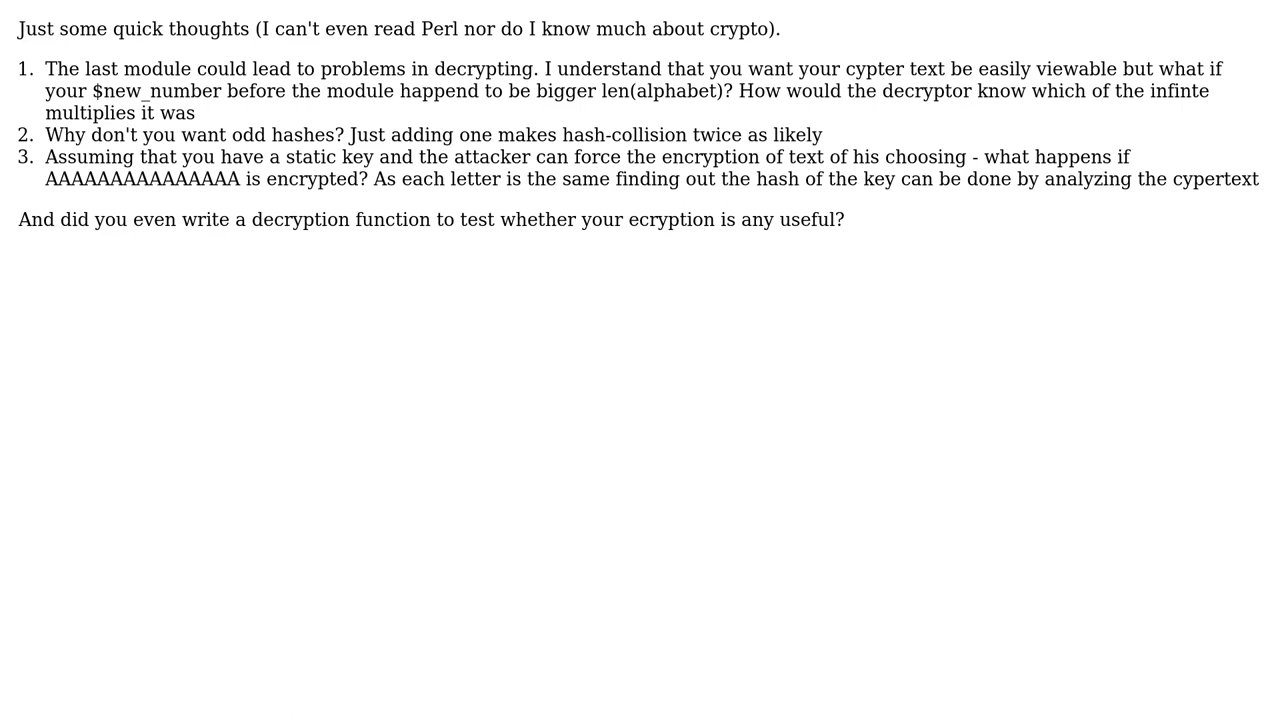 Just some quick thoughts (I can't even read Perl nor do I know much about crypto).
1. The last module could lead to problems in decrypting. I understand that you want your cypter text be easily viewable but what if
your $new_number before the module happend to be bigger len(alphabet)? How would the decryptor know which of the infinte
multiplies it was
2. Why don't you want odd hashes? Just adding one makes hash-collision twice as likely
3. Assuming that you have a static key and the attacker can force the encryption of text of his choosing - what happens if
AAAAAAAAAAAAAAA is encrypted? As each letter is the same finding out the hash of the key can be done by analyzing the cypertext
And did you even write a decryption function to test whether your ecryption is any useful?